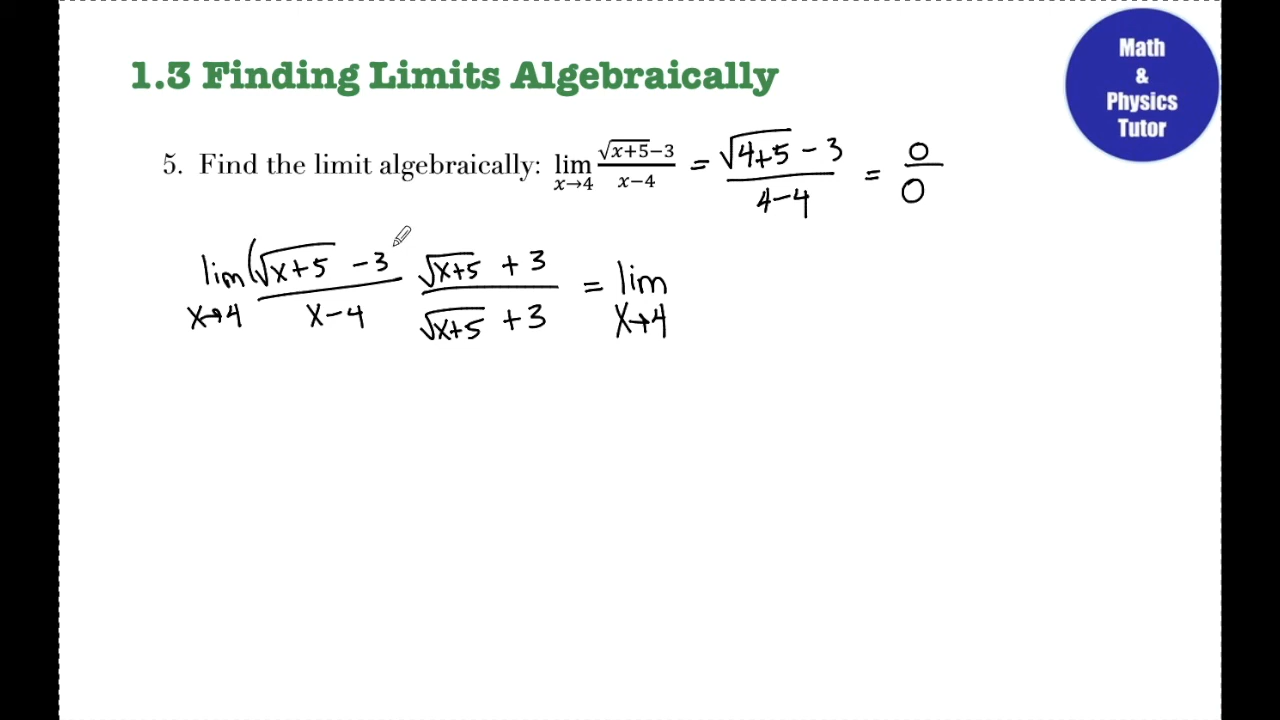 Math
&
Physics
Tutor
1.3 Finding Limits Algebraically
5. Find the limit algebraically: lim x→4 (√(x+5)−3)/(x−4) = (√(4+5) − 3)/(4−4) = 0/0
lim x→4 (√(x+5) − 3/(x−4) (√(x+5) + 3)/(√(x+5) + 3) = lim x→4